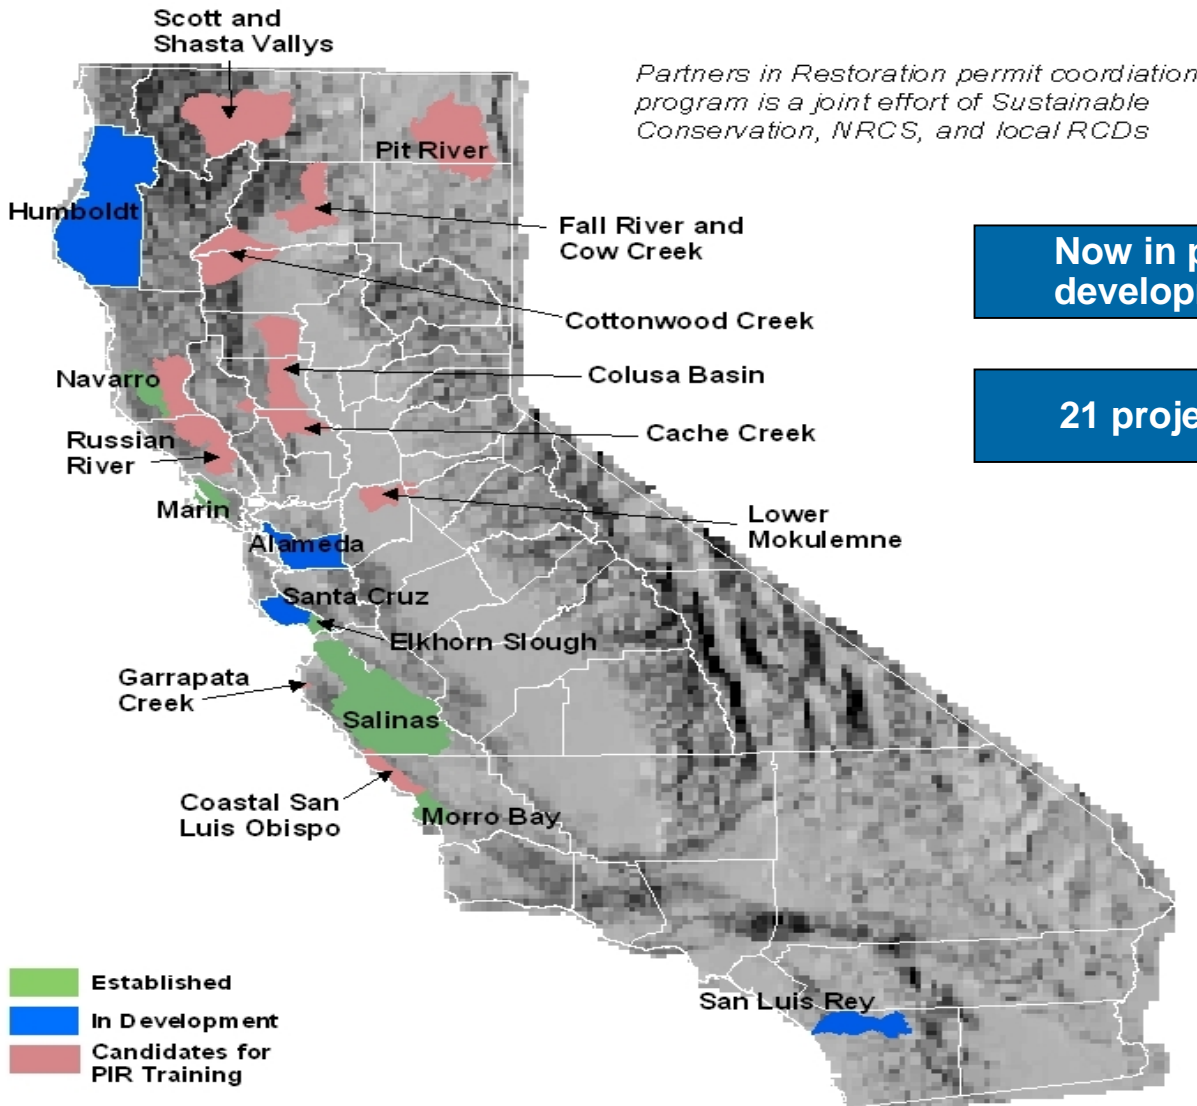 Scott and
Shasta Vallys
Partners in Restoration permit coordiation
program is a joint effort of Sustainable
Conservation, NRCS, and local RCDs
Pit River
Humboldt
Fall River and
Cow Creek
Now in p
develop
Cottonwood Creek
Navarro
Colusa Basin
21 proje
Russian
River
Cache Creek
Marin
Lower
Mokulemne
Alameda
Santa Cruz
Elkhorn Slough
Garrapata
Creek
Salinas
Coastal San
Luis Obispo
Morro Bay
Established
In Development
Candidates for
PIR Training
San Luis Rey